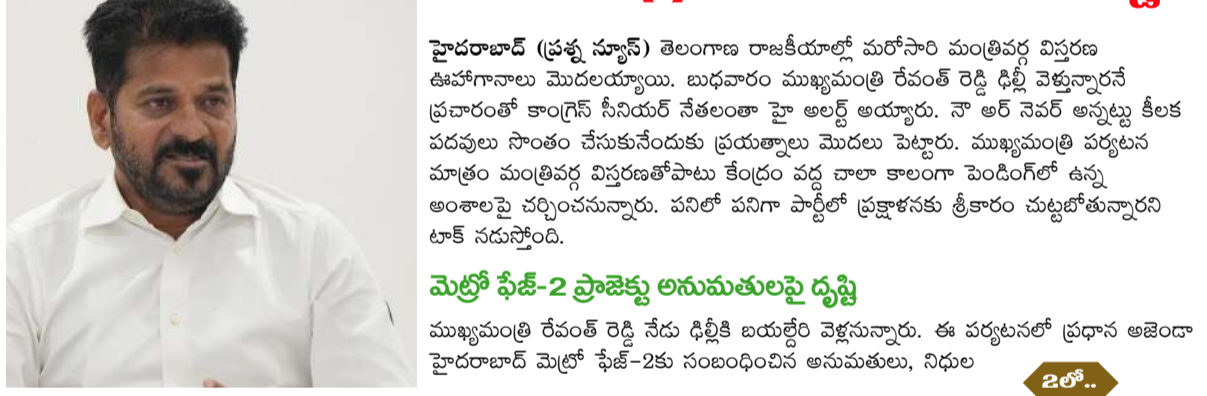 హైదరాబాద్ (ప్రశ్న న్యూస్) తెలంగాణ రాజకీయాల్లో మరోసారి మంత్రివర్గ విస్తరణ
ఊహాగానాలు మొదలయ్యాయి. బుధవారం ముఖ్యమంత్రి రేవంత్ రెడ్డి ఢిల్లీ వెళ్తున్నారనే
ప్రచారంతో కాంగ్రెస్ సీనియర్ నేతలంతా హై అలర్ట్ అయ్యారు. నౌ అర్ నెవర్ అన్నట్టు కీలక
పదవులు సొంతం చేసుకునేందుకు ప్రయత్నాలు మొదలు పెట్టారు. ముఖ్యమంత్రి పర్యటన
మాత్రం మంత్రివర్గ విస్తరణతోపాటు కేంద్రం వద్ద చాలా కాలంగా పెండింగ్‌లో ఉన్న
అంశాలపై చర్చించనున్నారు. పనిలో పనిగా పార్టీలో ప్రక్షాళనకు శ్రీకారం చుట్టబోతున్నారని
టాక్ నడుస్తోంది.
మెట్రో ఫేజ్-2 ప్రాజెక్టు అనుమతులపై దృష్టి
ముఖ్యమంత్రి రేవంత్ రెడ్డి నేడు ఢిల్లీకి బయల్దేరి వెళ్లనున్నారు. ఈ పర్యటనలో ప్రధాన అజెండా
హైదరాబాద్ మెట్రో ఫేజ్-2కు సంబంధించిన అనుమతులు, నిధుల
2లో..